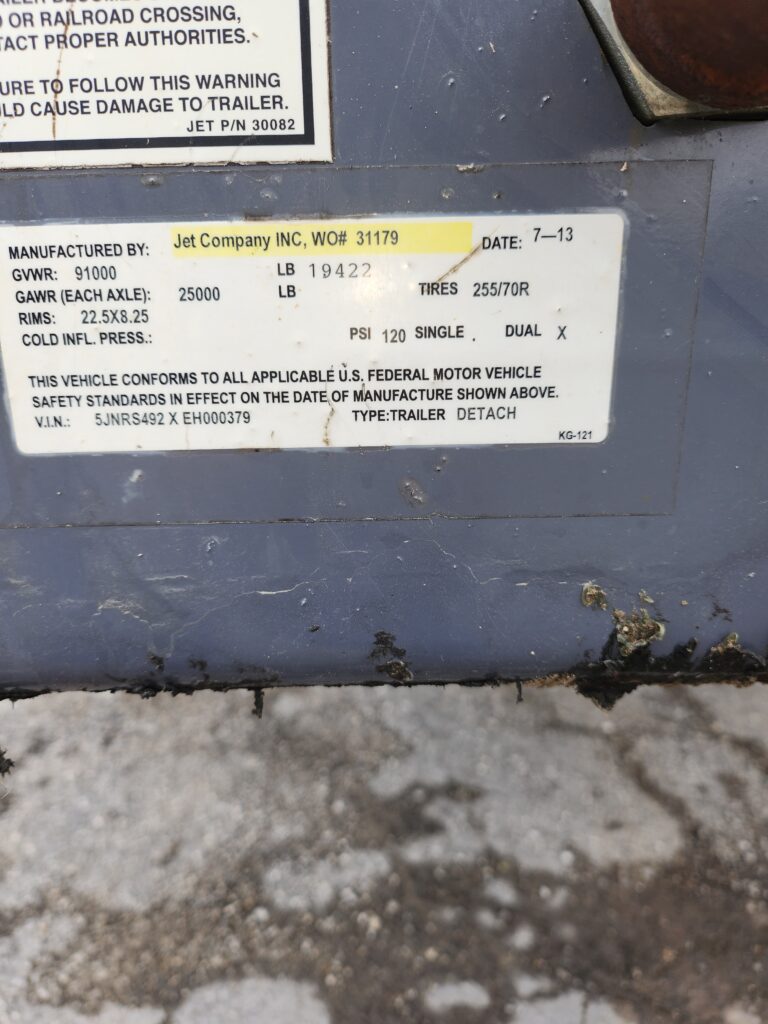 O OR RAILROAD CROSSING,
TACT PROPER AUTHORITIES.
URE TO FOLLOW THIS WARNING
ULD CAUSE DAMAGE TO TRAILER.
JET P/N 30082
MANUFACTURED BY: Jet Company INC, WO# 31179 DATE: 7—13
GVWR: 91000 LB 19422
GAWR (EACH AXLE): 25000 LB TIRES 255/70R
RIMS: 22.5X8.25
COLD INFL. PRESS.: PSI 120 SINGLE . DUAL X
THIS VEHICLE CONFORMS TO ALL APPLICABLE U.S. FEDERAL MOTOR VEHICLE
SAFETY STANDARDS IN EFFECT ON THE DATE OF MANUFACTURE SHOWN ABOVE.
V.I.N.: 5JNRS492 X EH000379 TYPE:TRAILER DETACH
KG-121